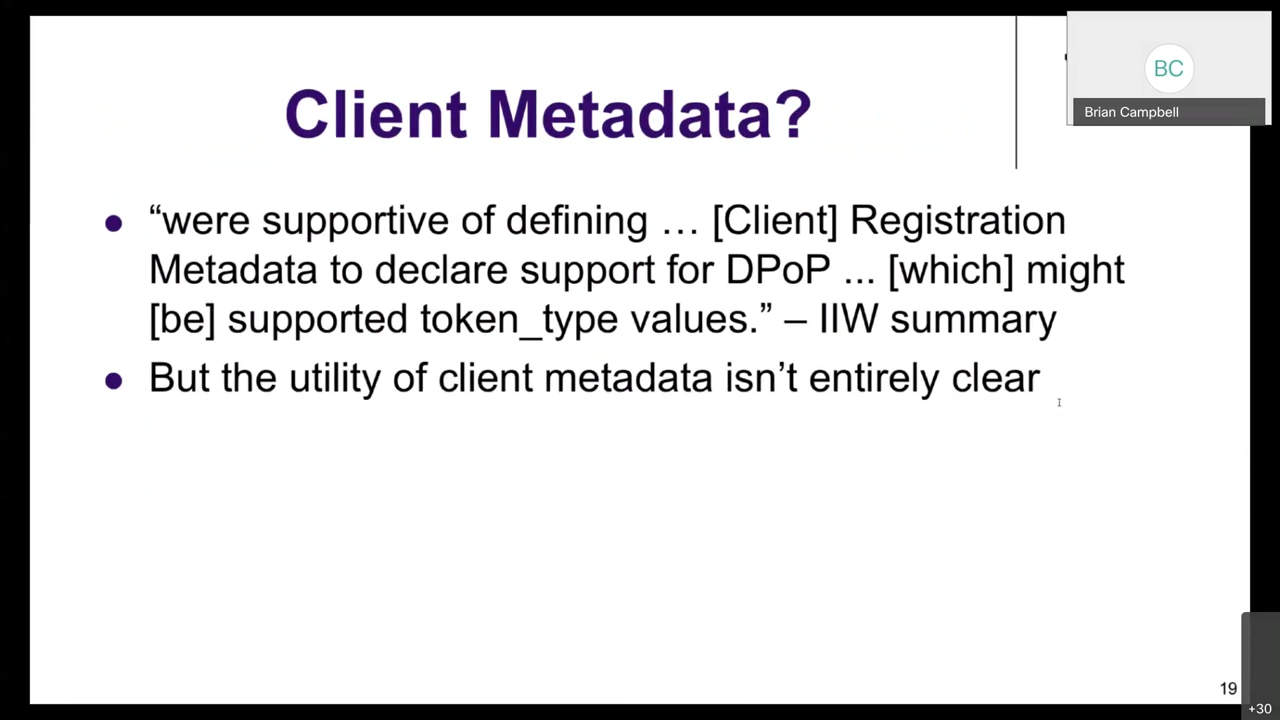 Client Metadata?
BC
Brian Campbell
“were supportive of defining … [Client] Registration
Metadata to declare support for DPoP ... [which] might
[be] supported token_type values.” – IIW summary
But the utility of client metadata isn’t entirely clear
19
+30